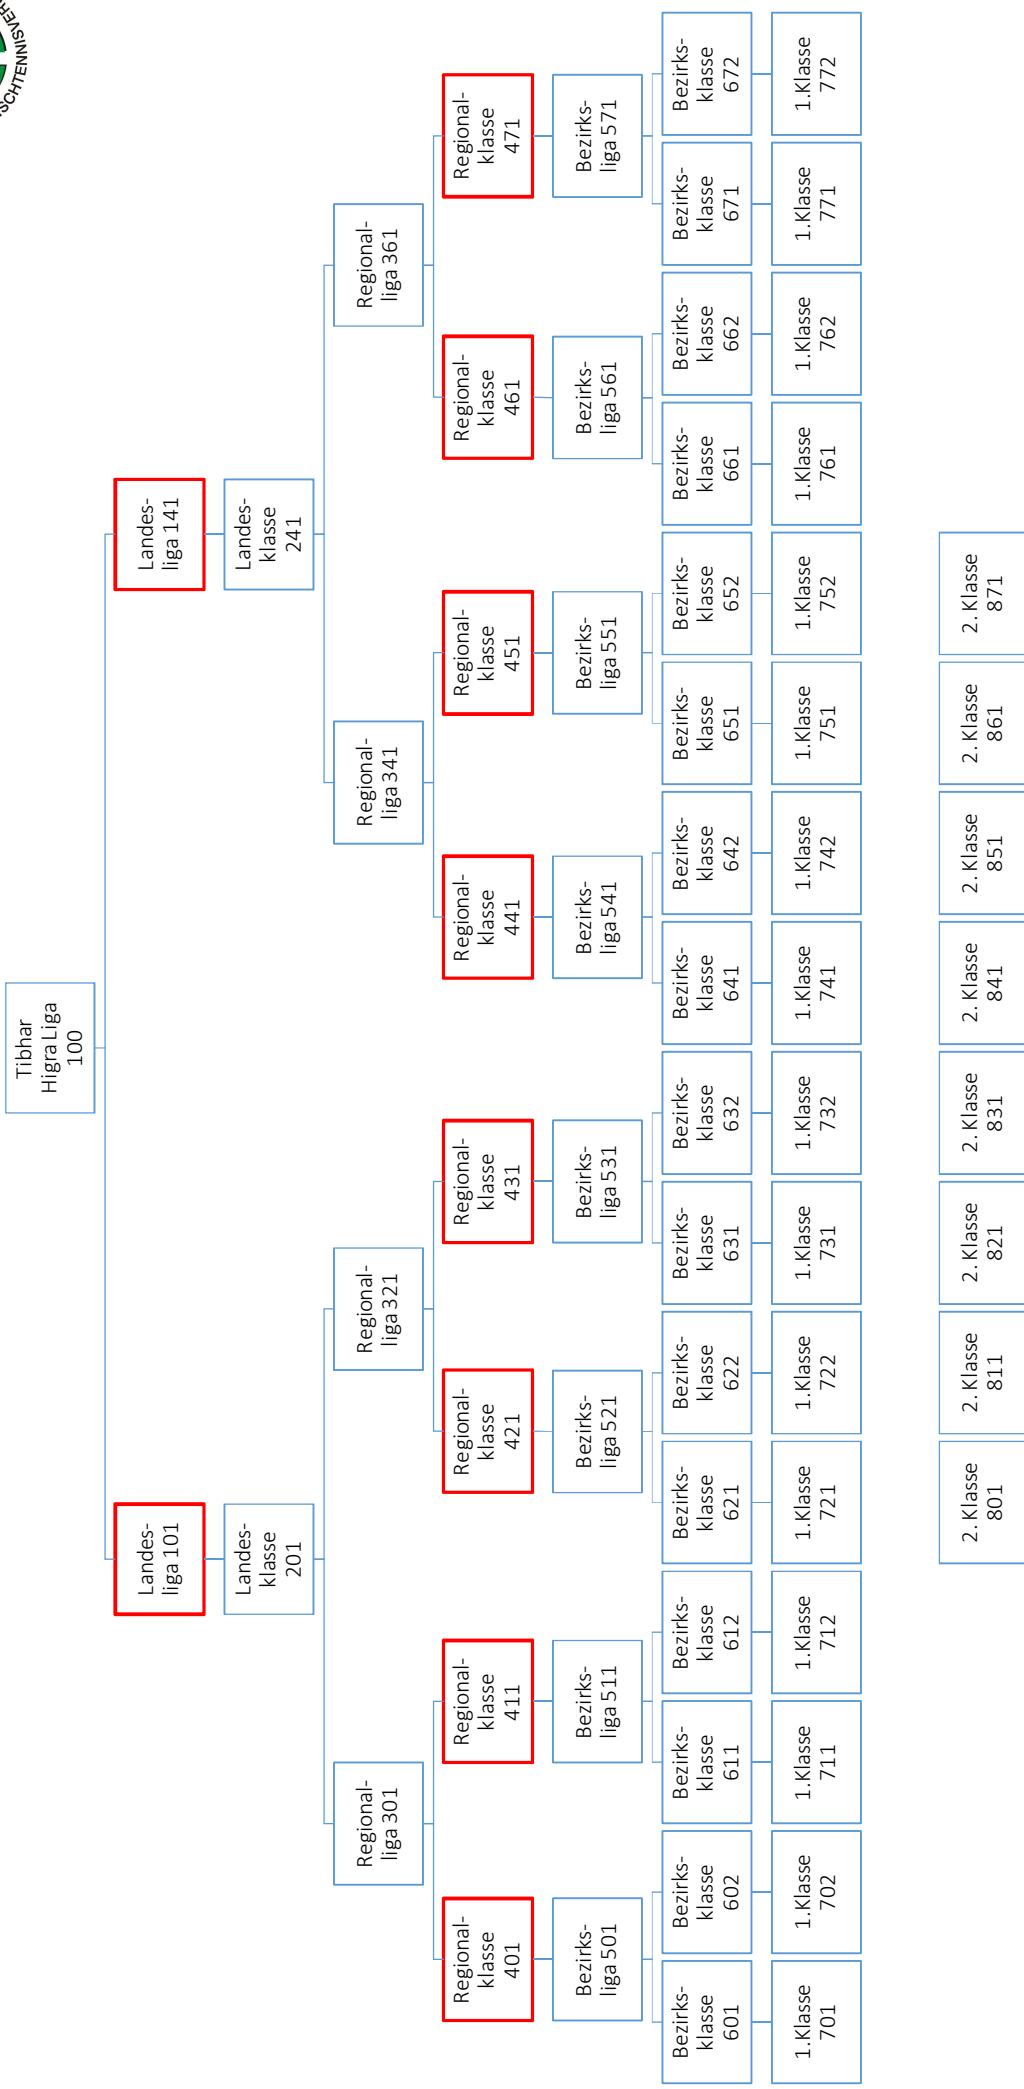 SCHTENNISVER
Tibhar
Higra Liga
100
Landes-
liga 101
Landes-
liga 141
Landes-
klasse
201
Landes-
klasse
241
Regional-
liga 301
Regional-
liga 321
Regional-
liga 341
Regional-
liga 361
Regional-
klasse
401
Regional-
klasse
411
Regional-
klasse
421
Regional-
klasse
431
Regional-
klasse
441
Regional-
klasse
451
Regional-
klasse
461
Regional-
klasse
471
Bezirks-
liga 501
Bezirks-
liga 511
Bezirks-
liga 521
Bezirks-
liga 531
Bezirks-
liga 541
Bezirks-
liga 551
Bezirks-
liga 561
Bezirks-
liga 571
Bezirks-
klasse
601
Bezirks-
klasse
602
Bezirks-
klasse
611
Bezirks-
klasse
612
Bezirks-
klasse
621
Bezirks-
klasse
622
Bezirks-
klasse
631
Bezirks-
klasse
632
Bezirks-
klasse
641
Bezirks-
klasse
642
Bezirks-
klasse
651
Bezirks-
klasse
652
Bezirks-
klasse
661
Bezirks-
klasse
662
Bezirks-
klasse
671
Bezirks-
klasse
672
1.Klasse
701
1.Klasse
702
1.Klasse
711
1.Klasse
712
1.Klasse
721
1.Klasse
722
1.Klasse
731
1.Klasse
732
1.Klasse
741
1.Klasse
742
1.Klasse
751
1.Klasse
752
1.Klasse
761
1.Klasse
762
1.Klasse
771
1.Klasse
772
2. Klasse
801
2. Klasse
811
2. Klasse
821
2. Klasse
831
2. Klasse
841
2. Klasse
851
2. Klasse
861
2. Klasse
871